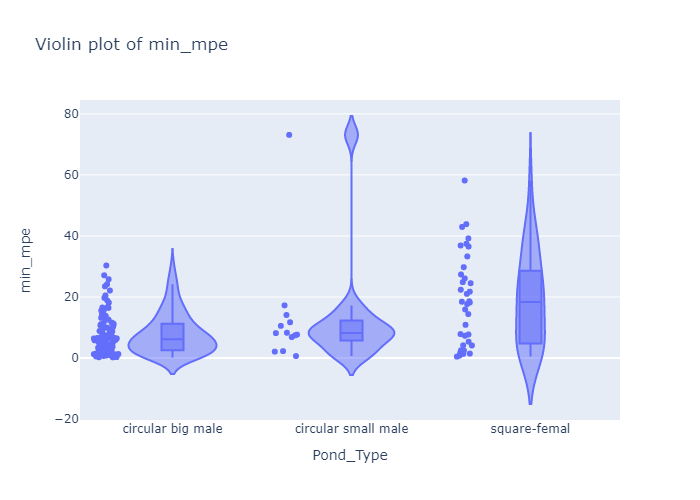 Violin plot of min_mpe
80
60
40
20
0
−20
min_mpe
circular big male
circular small male
square-femal
Pond_Type